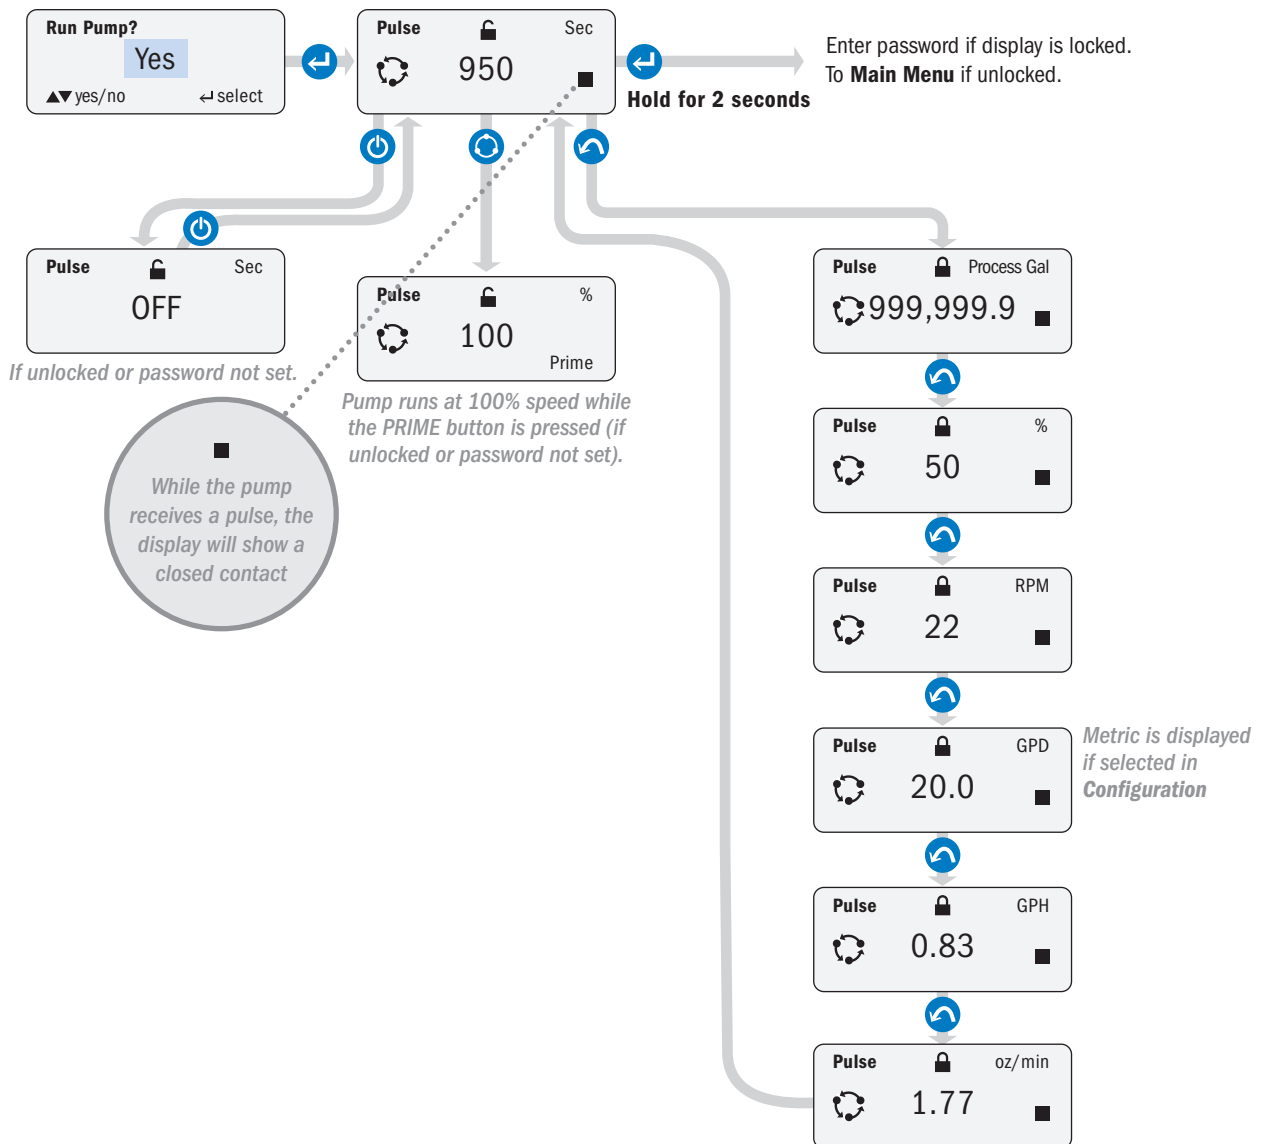 Run Pump?
Yes
▲▼ yes/no ↵ select
Pulse Sec
950
Hold for 2 seconds
Enter password if display is locked.
To Main Menu if unlocked.
Pulse Sec
OFF
If unlocked or password not set.
Pulse %
100
Prime
Pump runs at 100% speed while
the PRIME button is pressed (if
unlocked or password not set).
While the pump
receives a pulse, the
display will show a
closed contact
Pulse Process Gal
999,999.9
Pulse %
50
Pulse RPM
22
Pulse GPD
20.0
Metric is displayed
if selected in
Configuration
Pulse GPH
0.83
Pulse oz/min
1.77